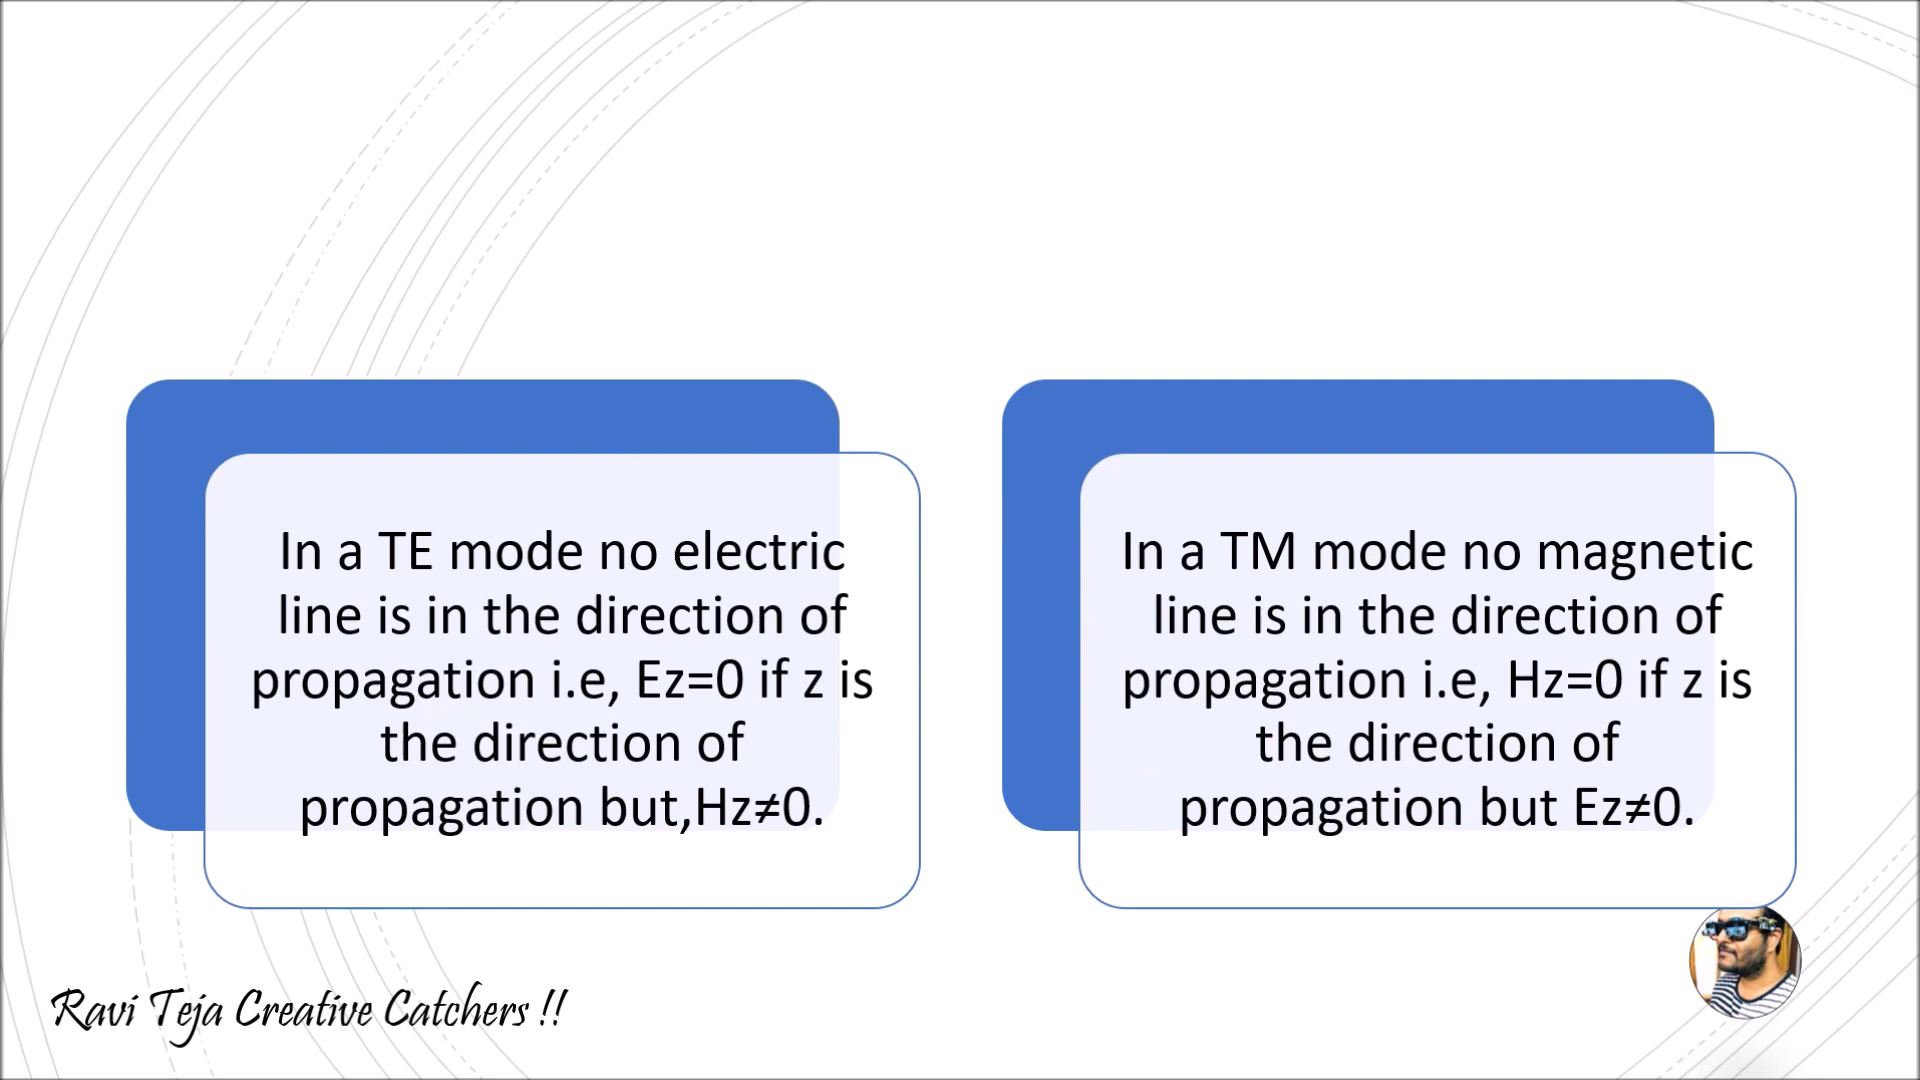 In a TE mode no electric
line is in the direction of
propagation i.e, Ez=0 if z is
the direction of
propagation but,Hz≠0.
In a TM mode no magnetic
line is in the direction of
propagation i.e, Hz=0 if z is
the direction of
propagation but Ez≠0.
Ravi Teja Creative Catchers !!